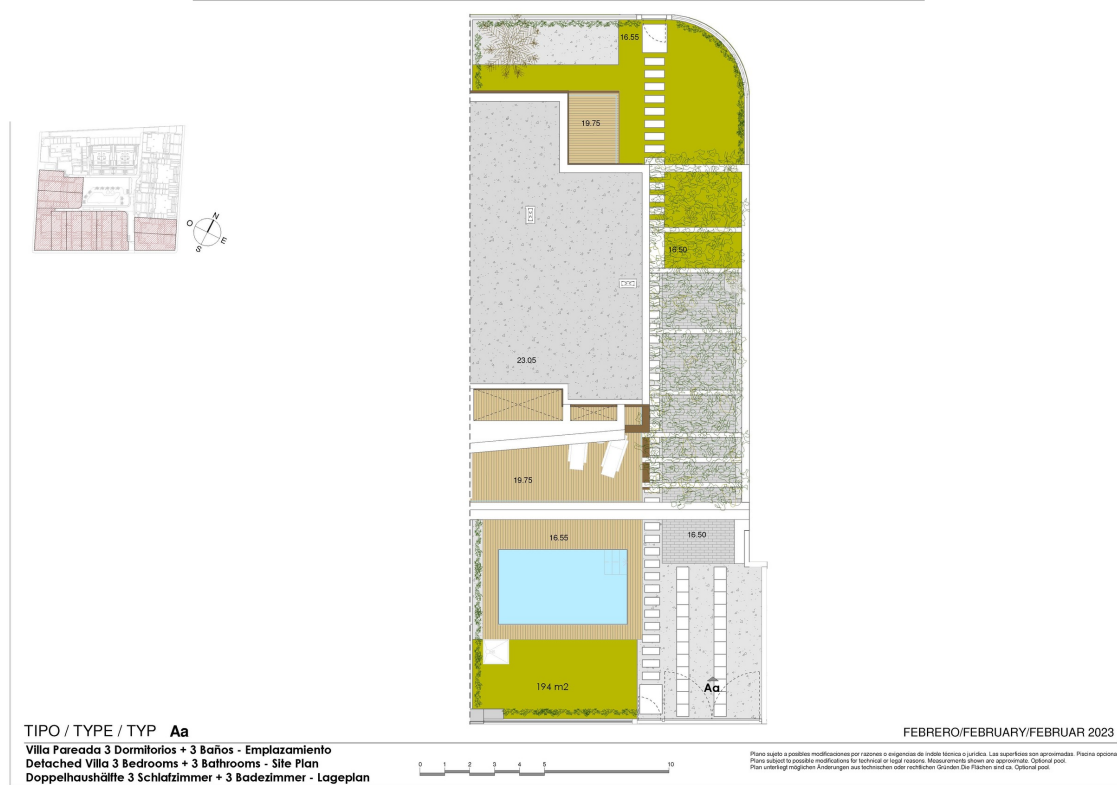 16.55
19.75
N
O
E
S
16.50
23.05
19.75
16.55
16.50
194 m2
Aa
TIPO / TYPE / TYP Aa
FEBRERO/FEBRUARY/FEBRUAR 2023
Villa Pareada 3 Dormitorios + 3 Baños - Emplazamiento
Detached Villa 3 Bedrooms + 3 Bathrooms - Site Plan
Doppelhaushälfte 3 Schlafzimmer + 3 Badezimmer - Lageplan
0 1 2 3 4 5 10
Plano sujeto a posibles modificaciones por razones o exigencias de indole técnica o jurídica. Las superficies son aproximadas. Piscina opciona
Plans subject to possible modifications for technical or legal reasons. Measurements shown are approximate. Optional pool.
Plan unterliegt möglichen Änderungen aus technischen oder rechtlichen Gründen.Die Flächen sind ca. Optional pool.